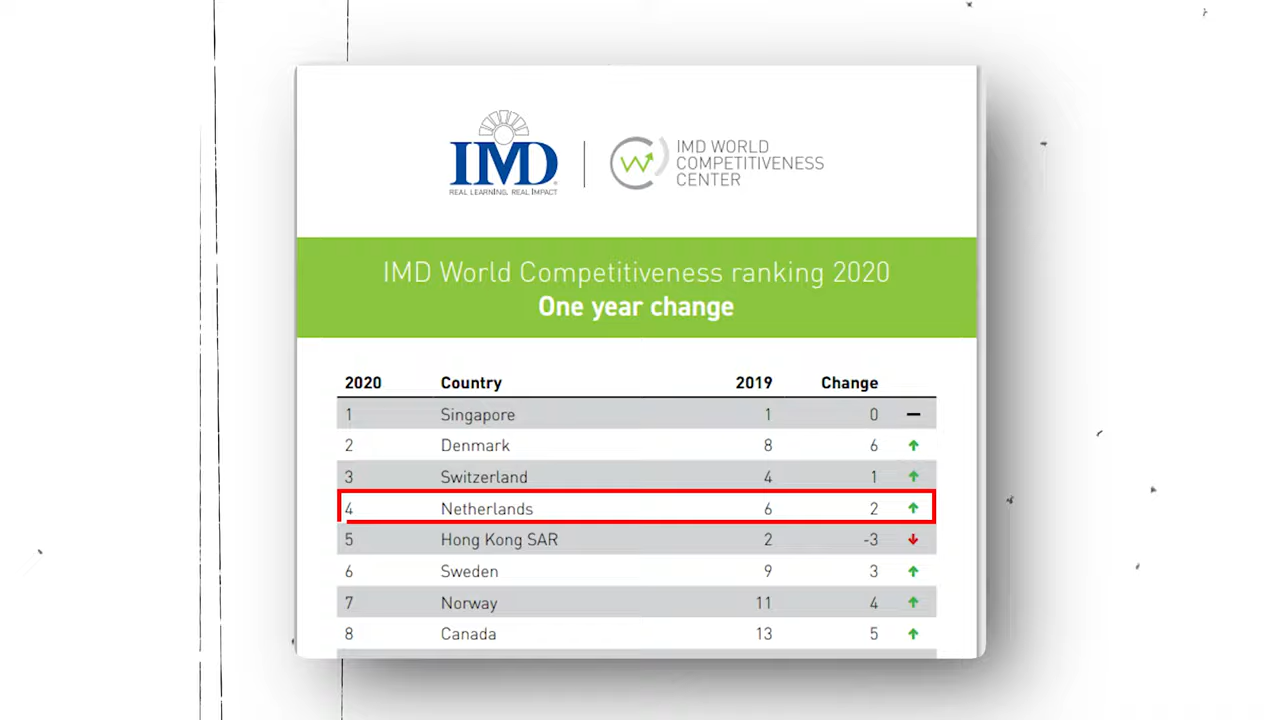 IMD
REAL LEARNING. REAL IMPACT
IMD WORLD
COMPETITIVENESS
CENTER
IMD World Competitiveness ranking 2020
One year change
2020 Country 2019 Change
1 Singapore 1 0
2 Denmark 8 6
3 Switzerland 4 1
4 Netherlands 6 2
5 Hong Kong SAR 2 -3
6 Sweden 9 3
7 Norway 11 4
8 Canada 13 5